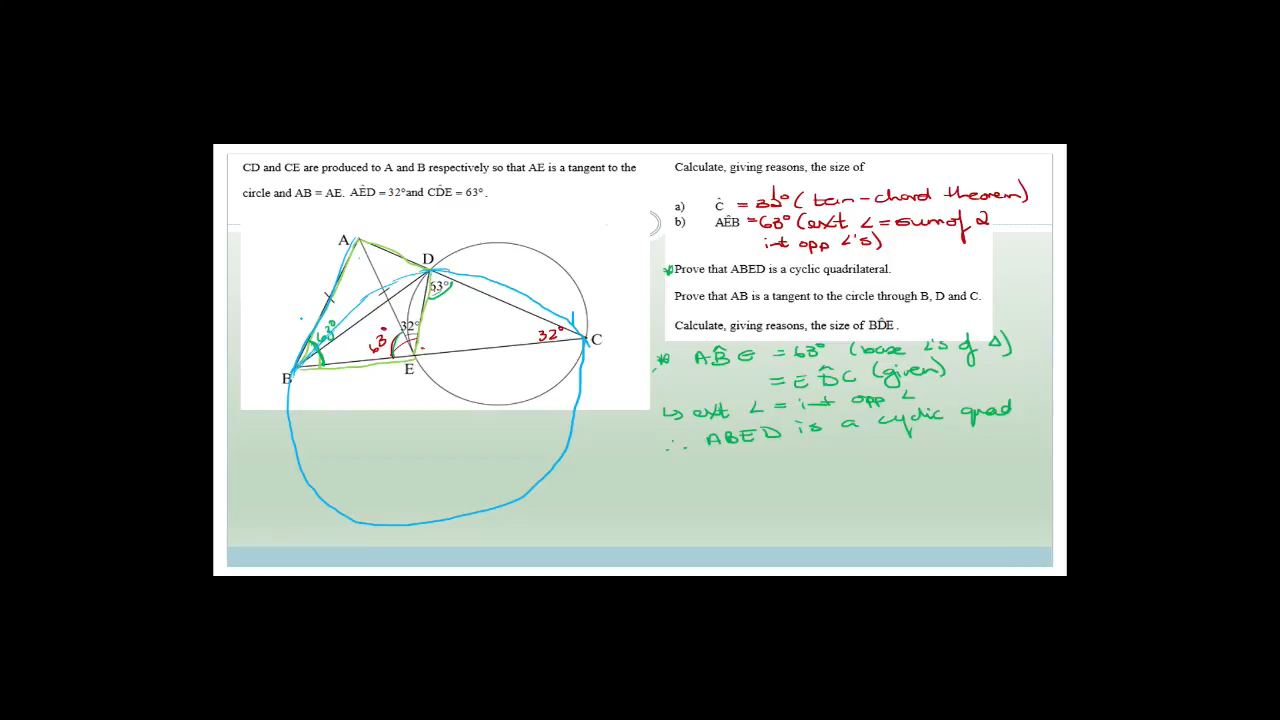 CD and CE are produced to A and B respectively so that AE is a tangent to the
circle and AB = AE. AÊD = 32° and CD̂E = 63°.
A
D
63°
63°
32°
63°
32°
C
B
E
Calculate, giving reasons, the size of
a) Ĉ = 32° (tan-chord theorem)
b) AÊB = 63° (ext ∠ = sum of 2
int opp ∠'s)
* Prove that ABED is a cyclic quadrilateral.
Prove that AB is a tangent to the circle through B, D and C.
Calculate, giving reasons, the size of BD̂E.
* AB̂E = 63° (base ∠'s of Δ)
= ED̂C (given)
↳ ext ∠ = int opp ∠
∴ ABED is a cyclic quad